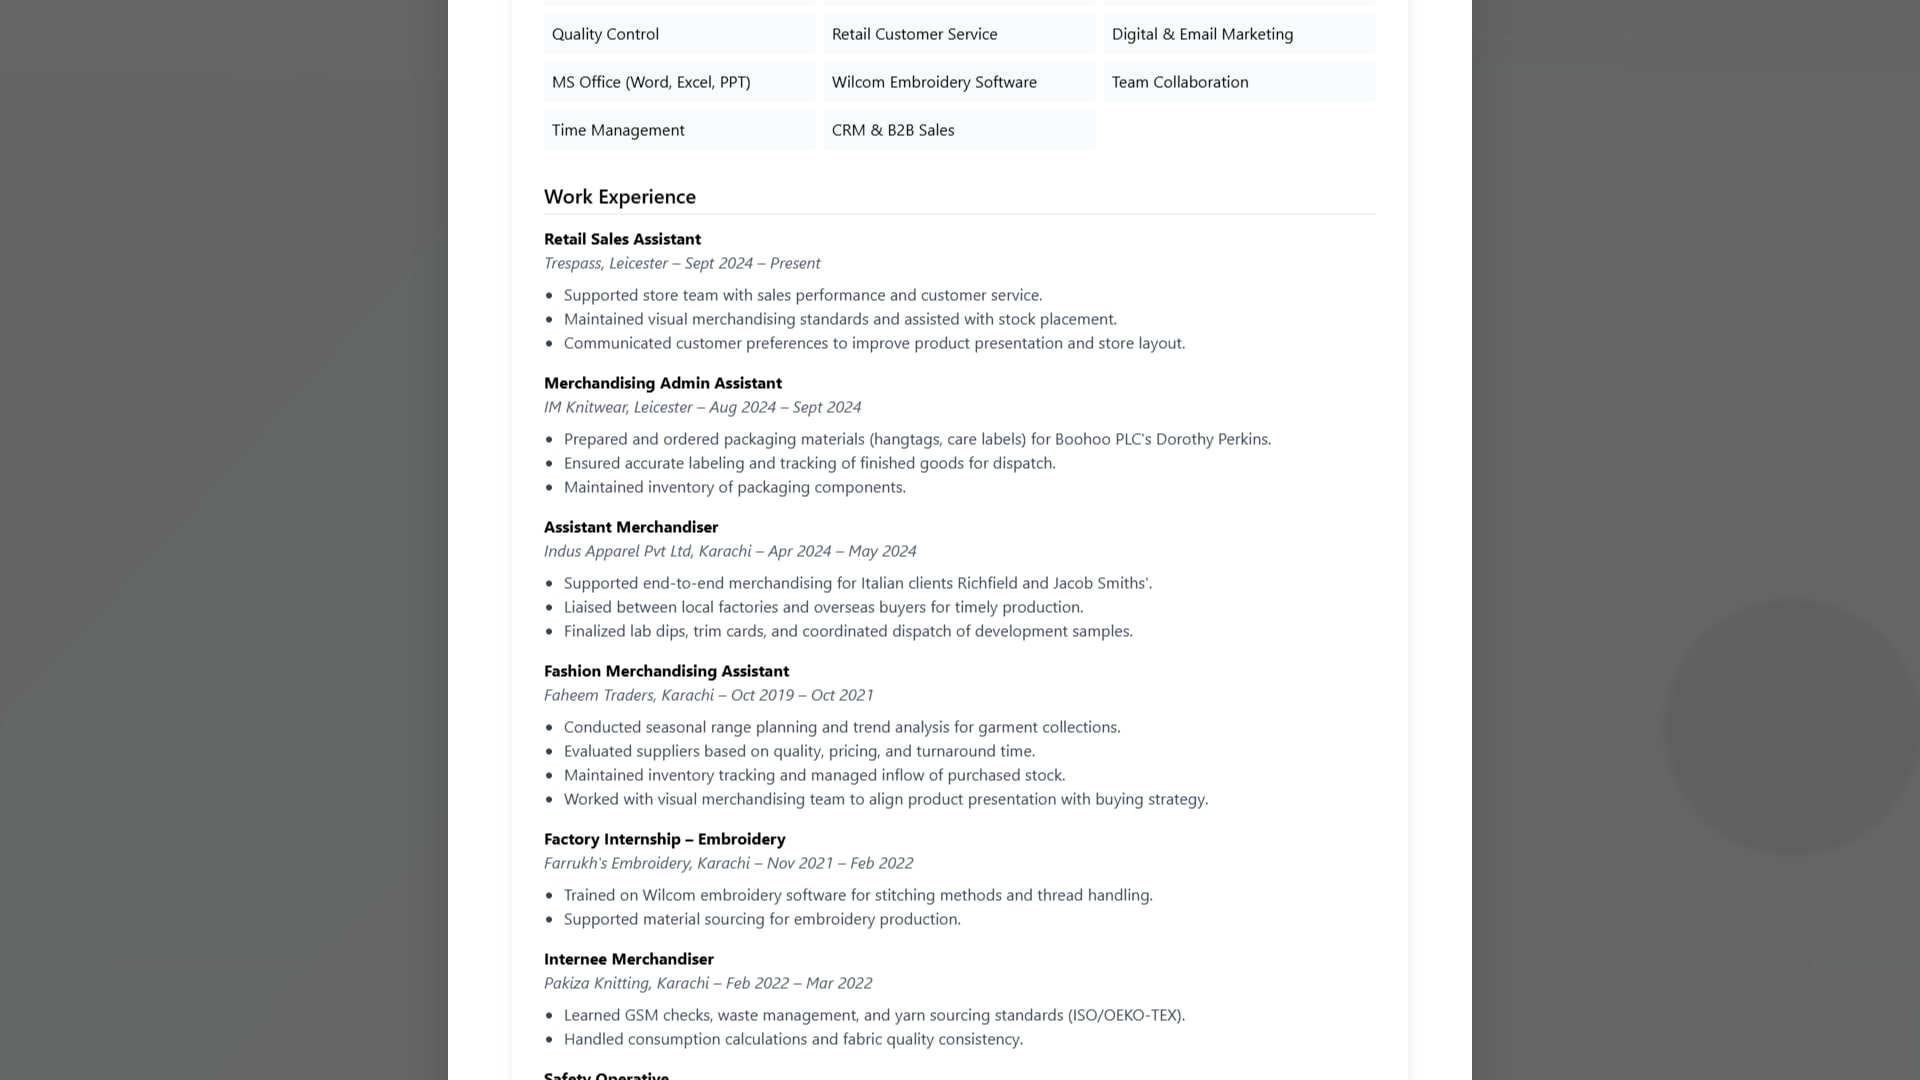 Quality Control
Retail Customer Service
Digital & Email Marketing
MS Office (Word, Excel, PPT)
Wilcom Embroidery Software
Team Collaboration
Time Management
CRM & B2B Sales
Work Experience
Retail Sales Assistant
Trespass, Leicester – Sept 2024 – Present
• Supported store team with sales performance and customer service.
• Maintained visual merchandising standards and assisted with stock placement.
• Communicated customer preferences to improve product presentation and store layout.
Merchandising Admin Assistant
IM Knitwear, Leicester – Aug 2024 – Sept 2024
• Prepared and ordered packaging materials (hangtags, care labels) for Boohoo PLC's Dorothy Perkins.
• Ensured accurate labeling and tracking of finished goods for dispatch.
• Maintained inventory of packaging components.
Assistant Merchandiser
Indus Apparel Pvt Ltd, Karachi – Apr 2024 – May 2024
• Supported end-to-end merchandising for Italian clients Richfield and Jacob Smiths'.
• Liaised between local factories and overseas buyers for timely production.
• Finalized lab dips, trim cards, and coordinated dispatch of development samples.
Fashion Merchandising Assistant
Faheem Traders, Karachi – Oct 2019 – Oct 2021
• Conducted seasonal range planning and trend analysis for garment collections.
• Evaluated suppliers based on quality, pricing, and turnaround time.
• Maintained inventory tracking and managed inflow of purchased stock.
• Worked with visual merchandising team to align product presentation with buying strategy.
Factory Internship – Embroidery
Farrukh's Embroidery, Karachi – Nov 2021 – Feb 2022
• Trained on Wilcom embroidery software for stitching methods and thread handling.
• Supported material sourcing for embroidery production.
Internee Merchandiser
Pakiza Knitting, Karachi – Feb 2022 – Mar 2022
• Learned GSM checks, waste management, and yarn sourcing standards (ISO/OEKO-TEX).
• Handled consumption calculations and fabric quality consistency.
Safety Operative